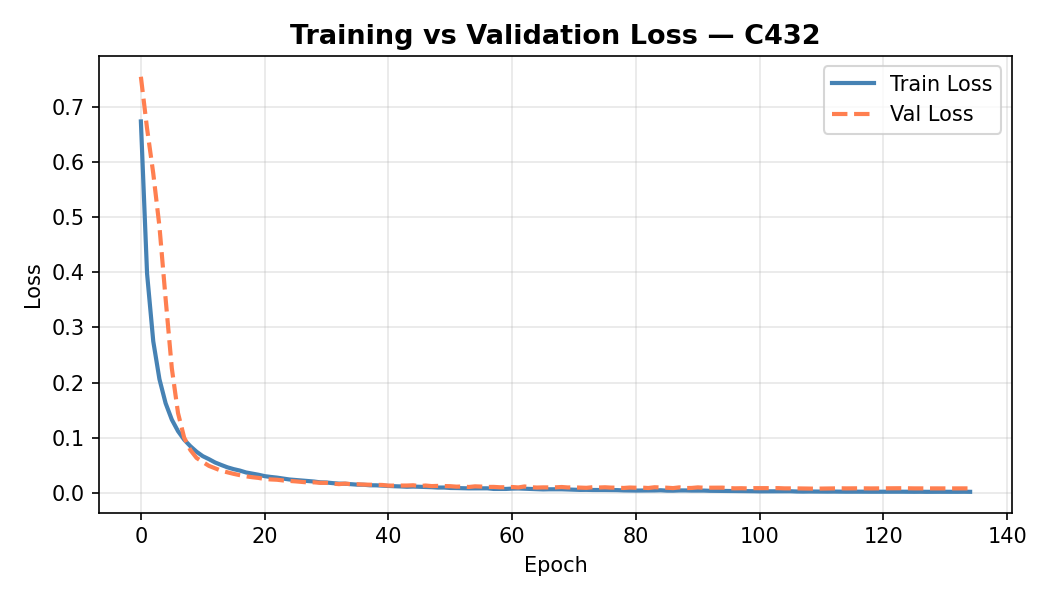 Training vs Validation Loss — C432
Train Loss
Val Loss
Loss
0.7
0.6
0.5
0.4
0.3
0.2
0.1
0.0
0 20 40 60 80 100 120 140
Epoch